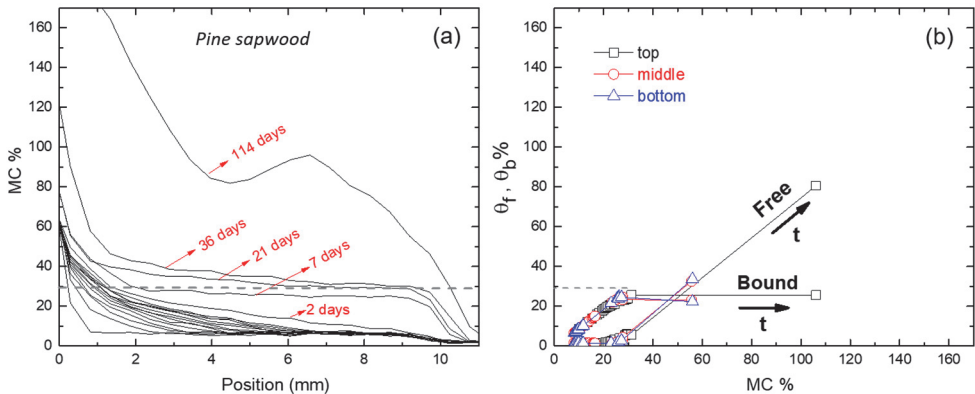 Pine sapwood
(a)
MC %
160
140
120
100
80
60
40
20
0
114 days
36 days
21 days
7 days
2 days
0 2 4 6 8 10
Position (mm)
(b)
top
middle
bottom
θf , θb%
160
140
120
100
80
60
40
20
0
Free
t
Bound
t
0 20 40 60 80 100 120 140 160
MC %